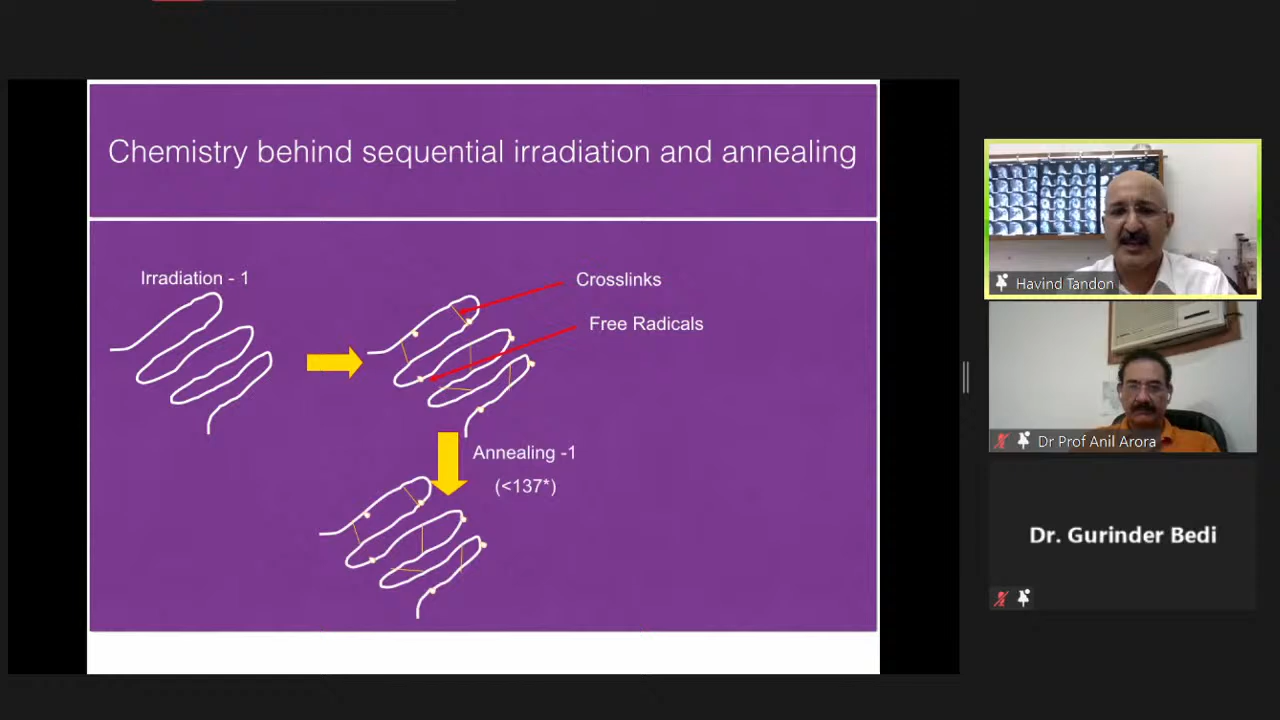 Chemistry behind sequential irradiation and annealing
Irradiation - 1
Crosslinks
Free Radicals
Annealing -1
(<137*)
Havind Tandon
Dr Prof Anil Arora
Dr. Gurinder Bedi